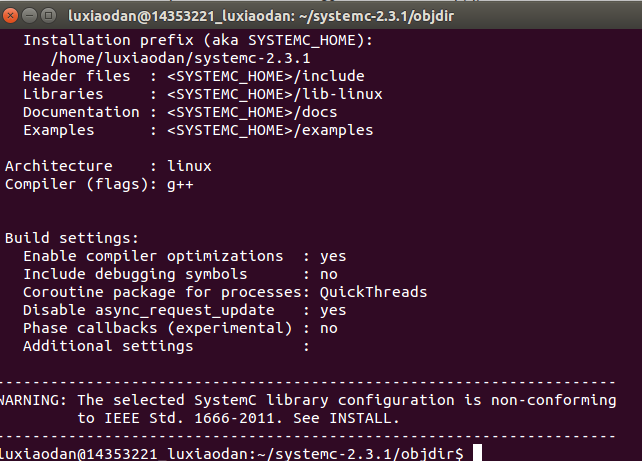 luxiaodan@14353221_luxiaodan: ~/systemc-2.3.1/objdir
Installation prefix (aka SYSTEMC_HOME):
/home/luxiaodan/systemc-2.3.1
Header files  : <SYSTEMC_HOME>/include
Libraries     : <SYSTEMC_HOME>/lib-linux
Documentation : <SYSTEMC_HOME>/docs
Examples      : <SYSTEMC_HOME>/examples
Architecture    : linux
Compiler (flags): g++
Build settings:
Enable compiler optimizations  : yes
Include debugging symbols      : no
Coroutine package for processes: QuickThreads
Disable async_request_update   : yes
Phase callbacks (experimental) : no
Additional settings            :
--------------------------------------------------------------------
WARNING: The selected SystemC library configuration is non-conforming
to IEEE Std. 1666-2011. See INSTALL.
--------------------------------------------------------------------
luxiaodan@14353221_luxiaodan:~/systemc-2.3.1/objdir$